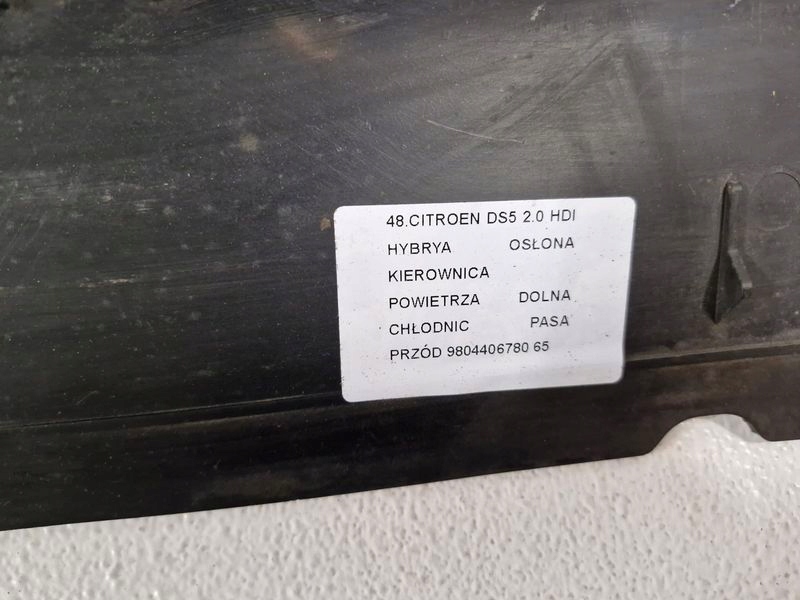 48.CITROEN DS5 2.0 HDI
HYBRYA OSŁONA
KIEROWNICA
POWIETRZA DOLNA
CHŁODNIC PASA
PRZÓD 9804406780 65